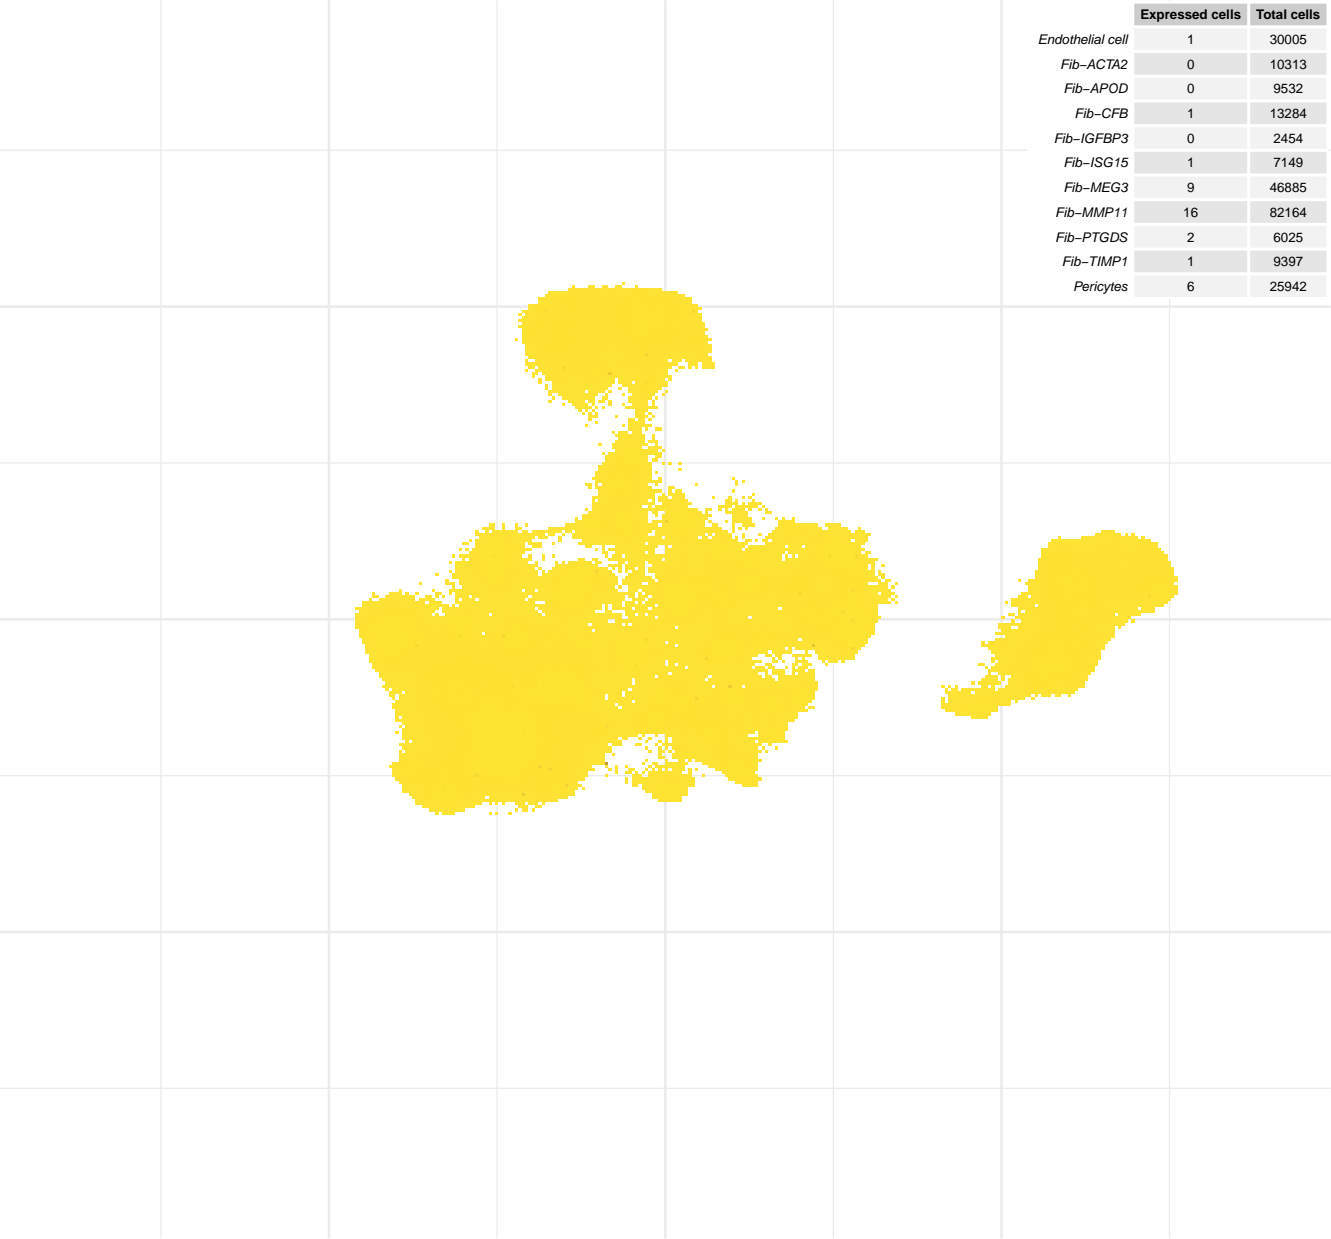 Expressed cells Total cells
Endothelial cell 1 30005
Fib−ACTA2 0 10313
Fib−APOD 0 9532
Fib−CFB 1 13284
Fib−IGFBP3 0 2454
Fib−ISG15 1 7149
Fib−MEG3 9 46885
Fib−MMP11 16 82164
Fib−PTGDS 2 6025
Fib−TIMP1 1 9397
Pericytes 6 25942